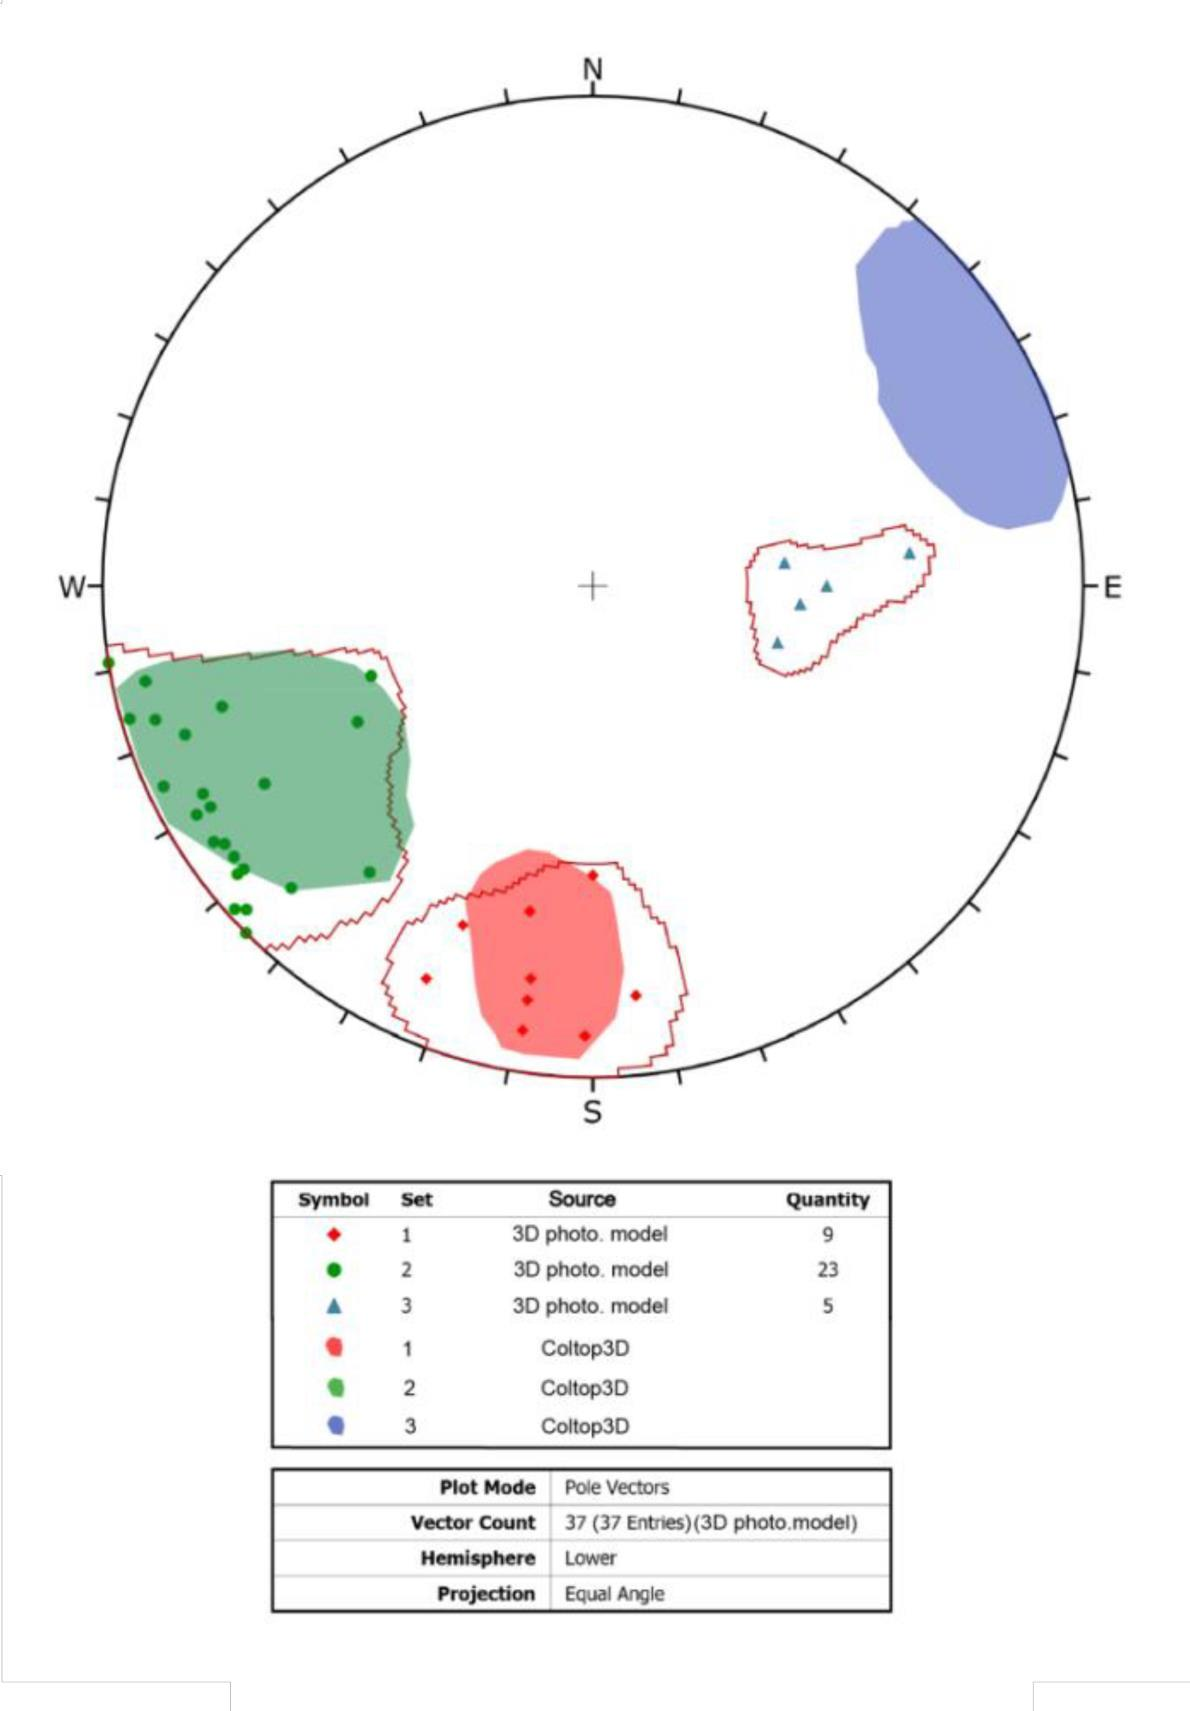 N
W
E
S
Symbol Set Source Quantity
1 3D photo. model 9
2 3D photo. model 23
3 3D photo. model 5
1 Coltop3D
2 Coltop3D
3 Coltop3D
Plot Mode Pole Vectors
Vector Count 37 (37 Entries)(3D photo.model)
Hemisphere Lower
Projection Equal Angle